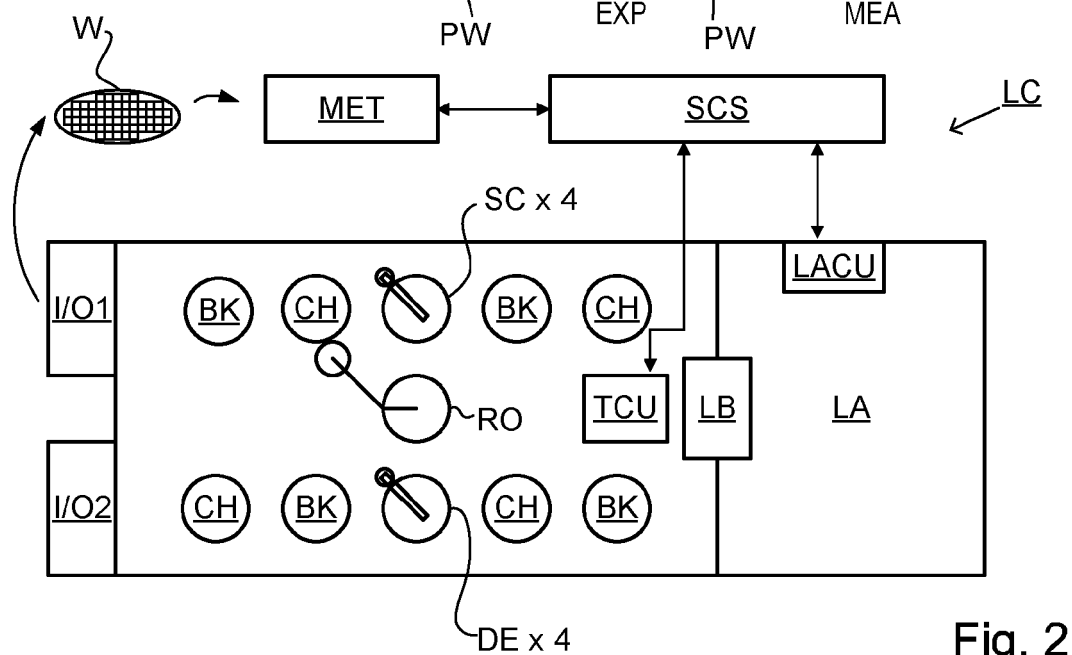 W
PW
EXP
PW
MEA
MET
SCS
LC
SC x 4
I/O1
BK
CH
BK
CH
LACU
RO
TCU
LB
LA
I/O2
CH
BK
CH
BK
DE x 4
Fig. 2